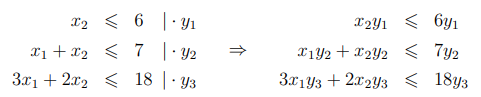 x₂ ⩽ 6 | · y₁ x₂y₁ ⩽ 6y₁
x₁ + x₂ ⩽ 7 | · y₂ ⇒ x₁y₂ + x₂y₂ ⩽ 7y₂
3x₁ + 2x₂ ⩽ 18 | · y₃ 3x₁y₃ + 2x₂y₃ ⩽ 18y₃